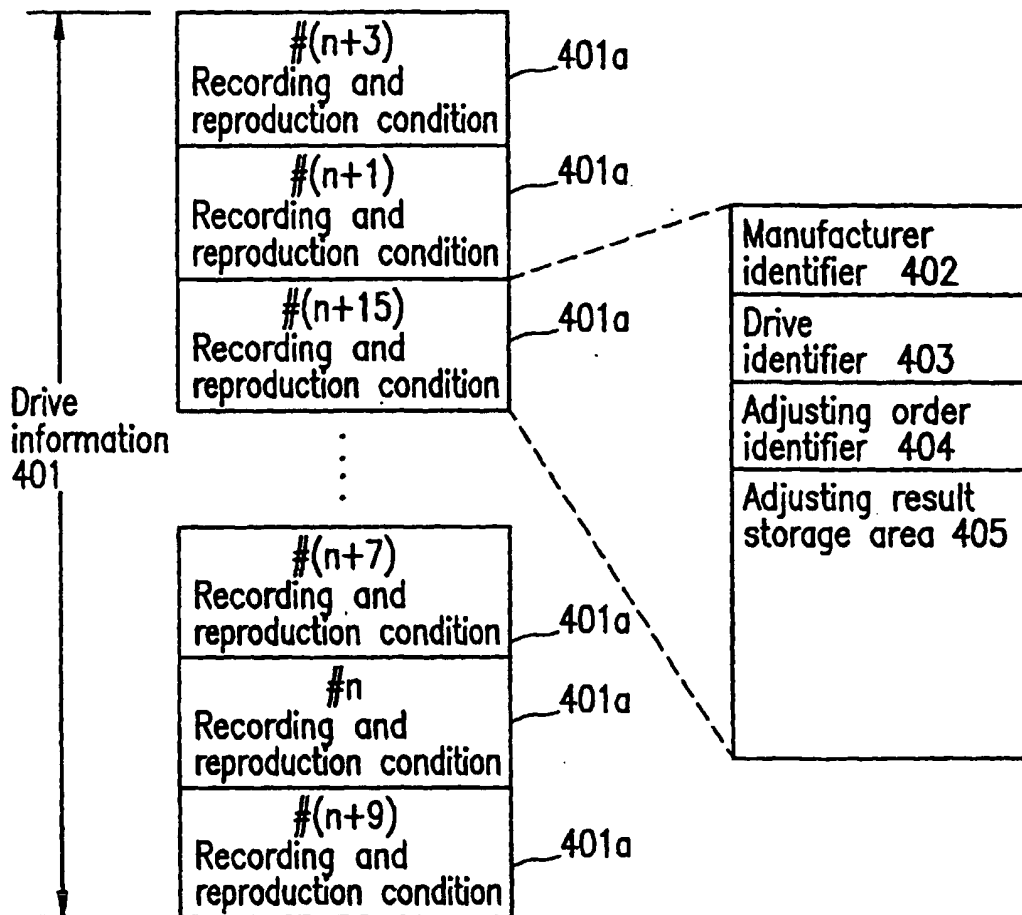 #(n+3)
Recording and
reproduction condition
401a
#(n+1)
Recording and
reproduction condition
401a
#(n+15)
Recording and
reproduction condition
401a
Drive
information
401
#(n+7)
Recording and
reproduction condition
401a
#n
Recording and
reproduction condition
401a
#(n+9)
Recording and
reproduction condition
401a
Manufacturer
identifier 402
Drive
identifier 403
Adjusting order
identifier 404
Adjusting result
storage area 405